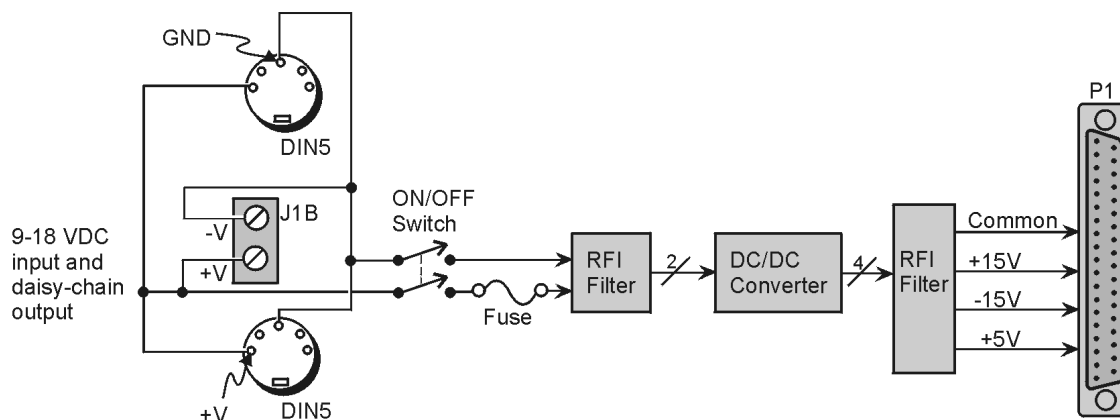 GND
DIN5
P1
J1B
-V
+V
9-18 VDC
input and
daisy-chain
output
ON/OFF
Switch
Fuse
RFI
Filter
2
DC/DC
Converter
4
RFI
Filter
Common
+15V
-15V
+5V
+V
DIN5